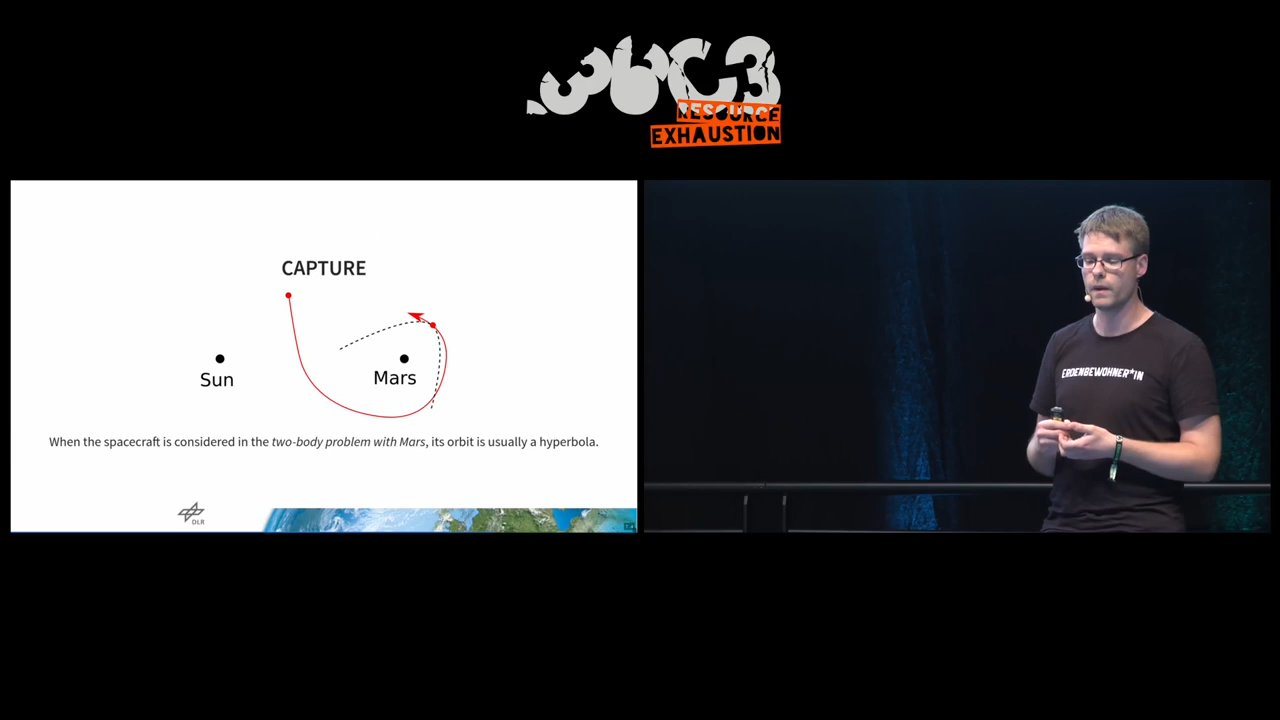 36C3
RESOURCE
EXHAUSTION
CAPTURE
Sun
Mars
When the spacecraft is considered in the two-body problem with Mars, its orbit is usually a hyperbola.
DLR
ERDENBEWOHNER*IN